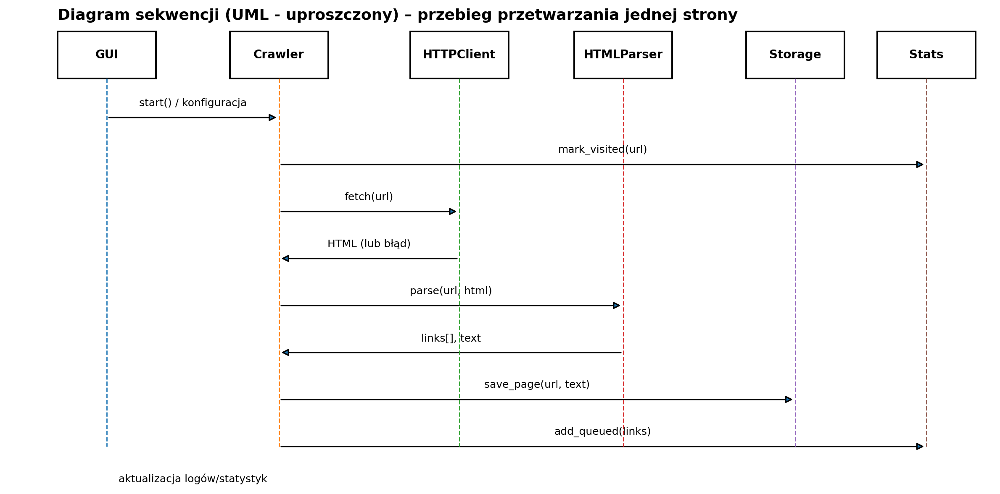 Diagram sekwencji (UML - uproszczony) – przebieg przetwarzania jednej strony
GUI
Crawler
HTTPClient
HTMLParser
Storage
Stats
start() / konfiguracja
mark_visited(url)
fetch(url)
HTML (lub błąd)
parse(url, html)
links[], text
save_page(url, text)
add_queued(links)
aktualizacja logów/statystyk